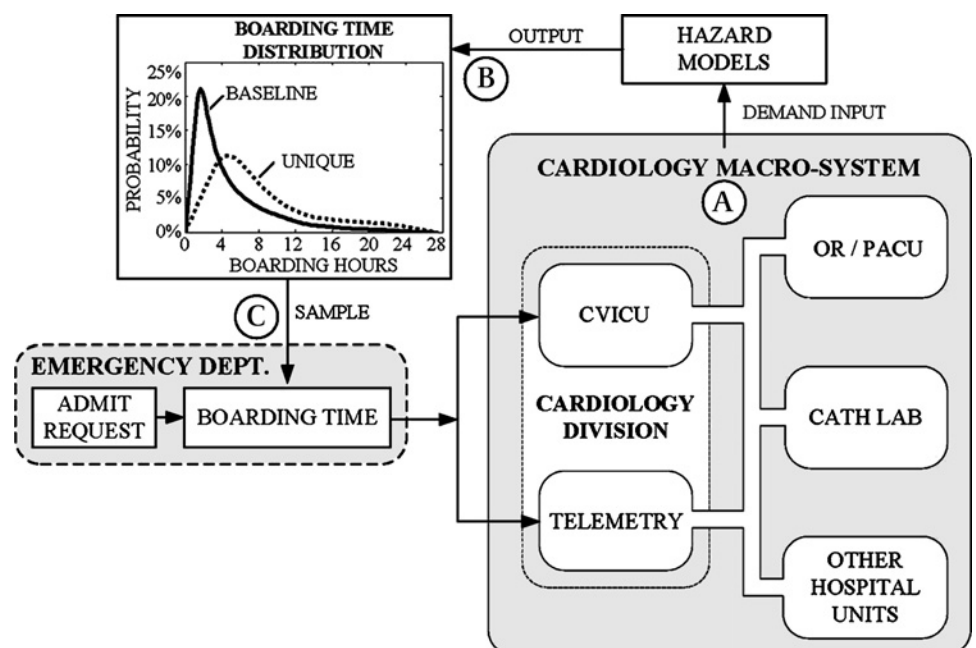 BOARDING TIME
DISTRIBUTION
25%
20%
15%
10%
5%
0%
PROBABILITY
BASELINE
UNIQUE
0 4 8 12 16 20 24 28
BOARDING HOURS
OUTPUT
B
HAZARD
MODELS
DEMAND INPUT
CARDIOLOGY MACRO-SYSTEM
A
OR / PACU
CVICU
CARDIOLOGY
DIVISION
CATH LAB
TELEMETRY
OTHER
HOSPITAL
UNITS
C
SAMPLE
EMERGENCY DEPT.
ADMIT
REQUEST
BOARDING TIME